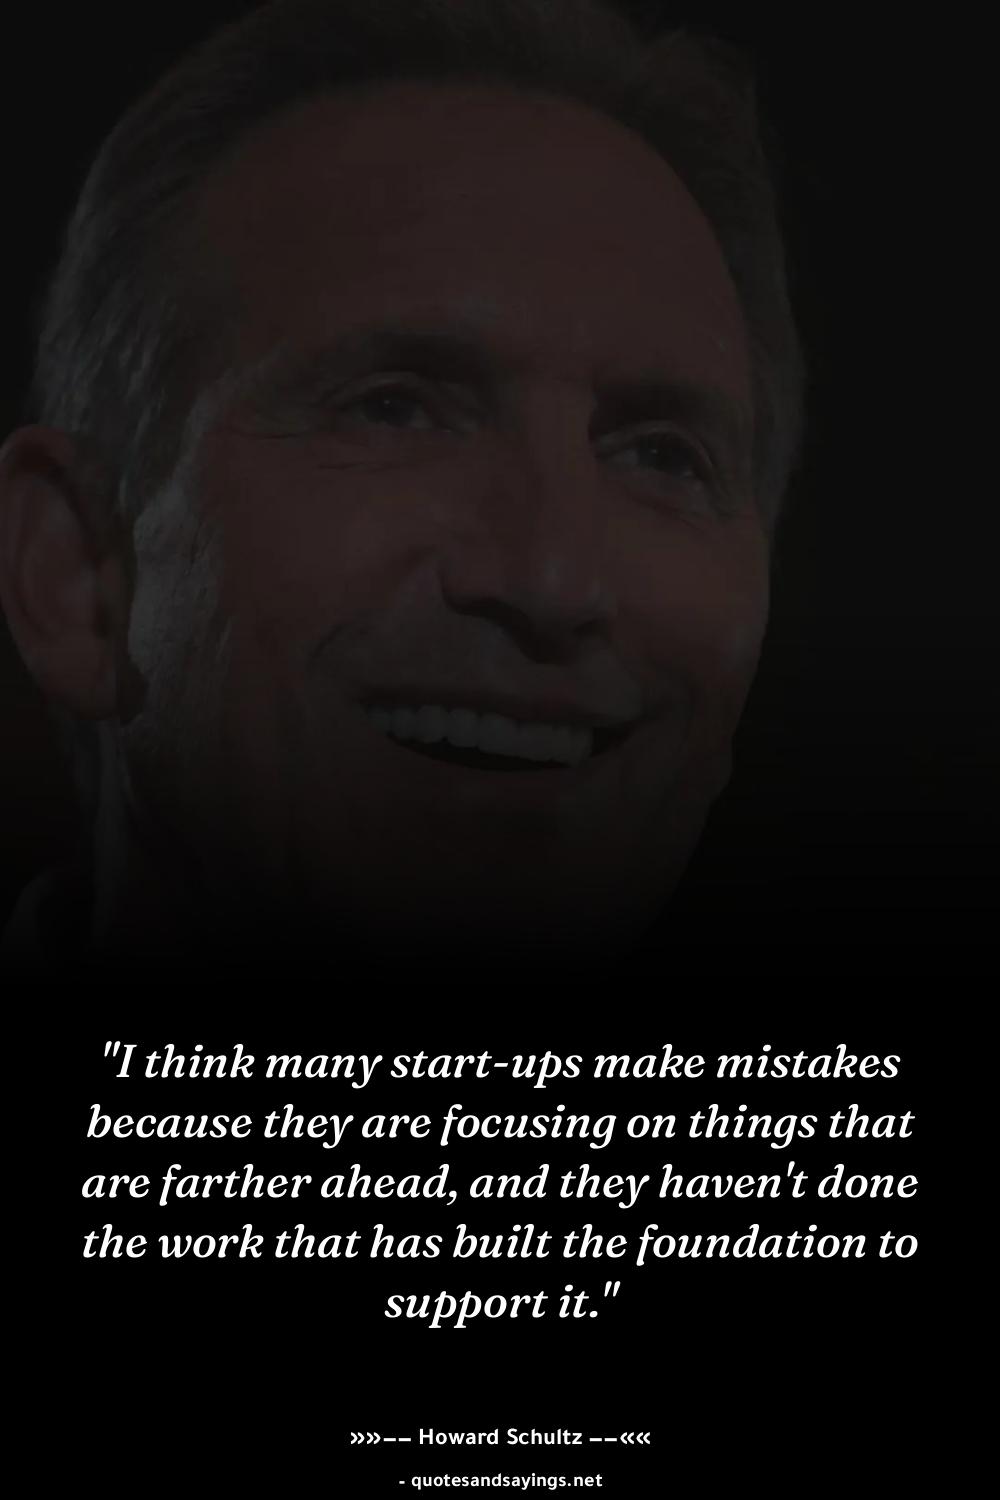 "I think many start-ups make mistakes
because they are focusing on things that
are farther ahead, and they haven't done
the work that has built the foundation to
support it."
»»–– Howard Schultz ––««
- quotesandsayings.net